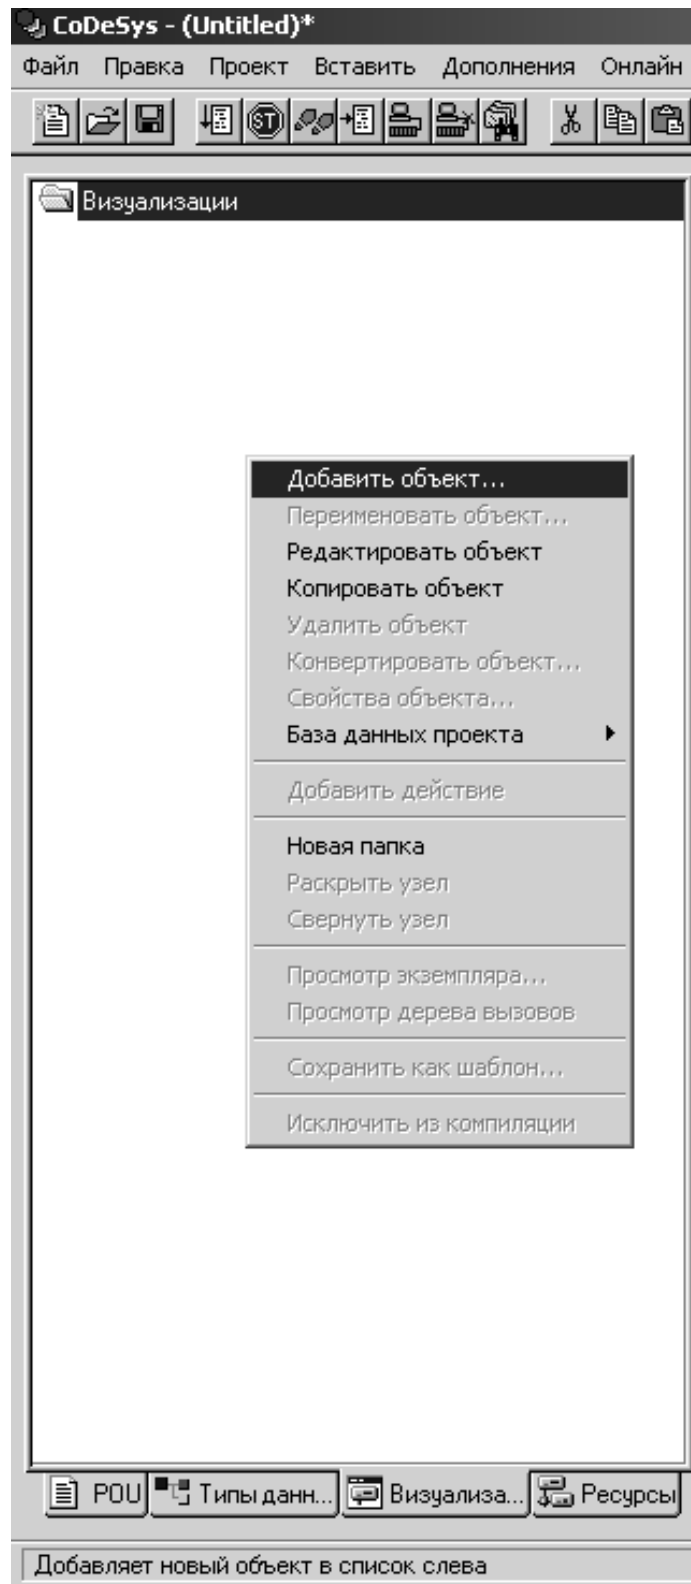 CoDeSys - (Untitled)*
Файл Правка Проект Вставить Дополнения Онлайн
ST
Визуализации
Добавить объект...
Переименовать объект...
Редактировать объект
Копировать объект
Удалить объект
Конвертировать объект...
Свойства объекта...
База данных проекта
Добавить действие
Новая папка
Раскрыть узел
Свернуть узел
Просмотр экземпляра...
Просмотр дерева вызовов
Сохранить как шаблон...
Исключить из компиляции
POU Типы данн... Визуализа... Ресурсы
Добавляет новый объект в список слева